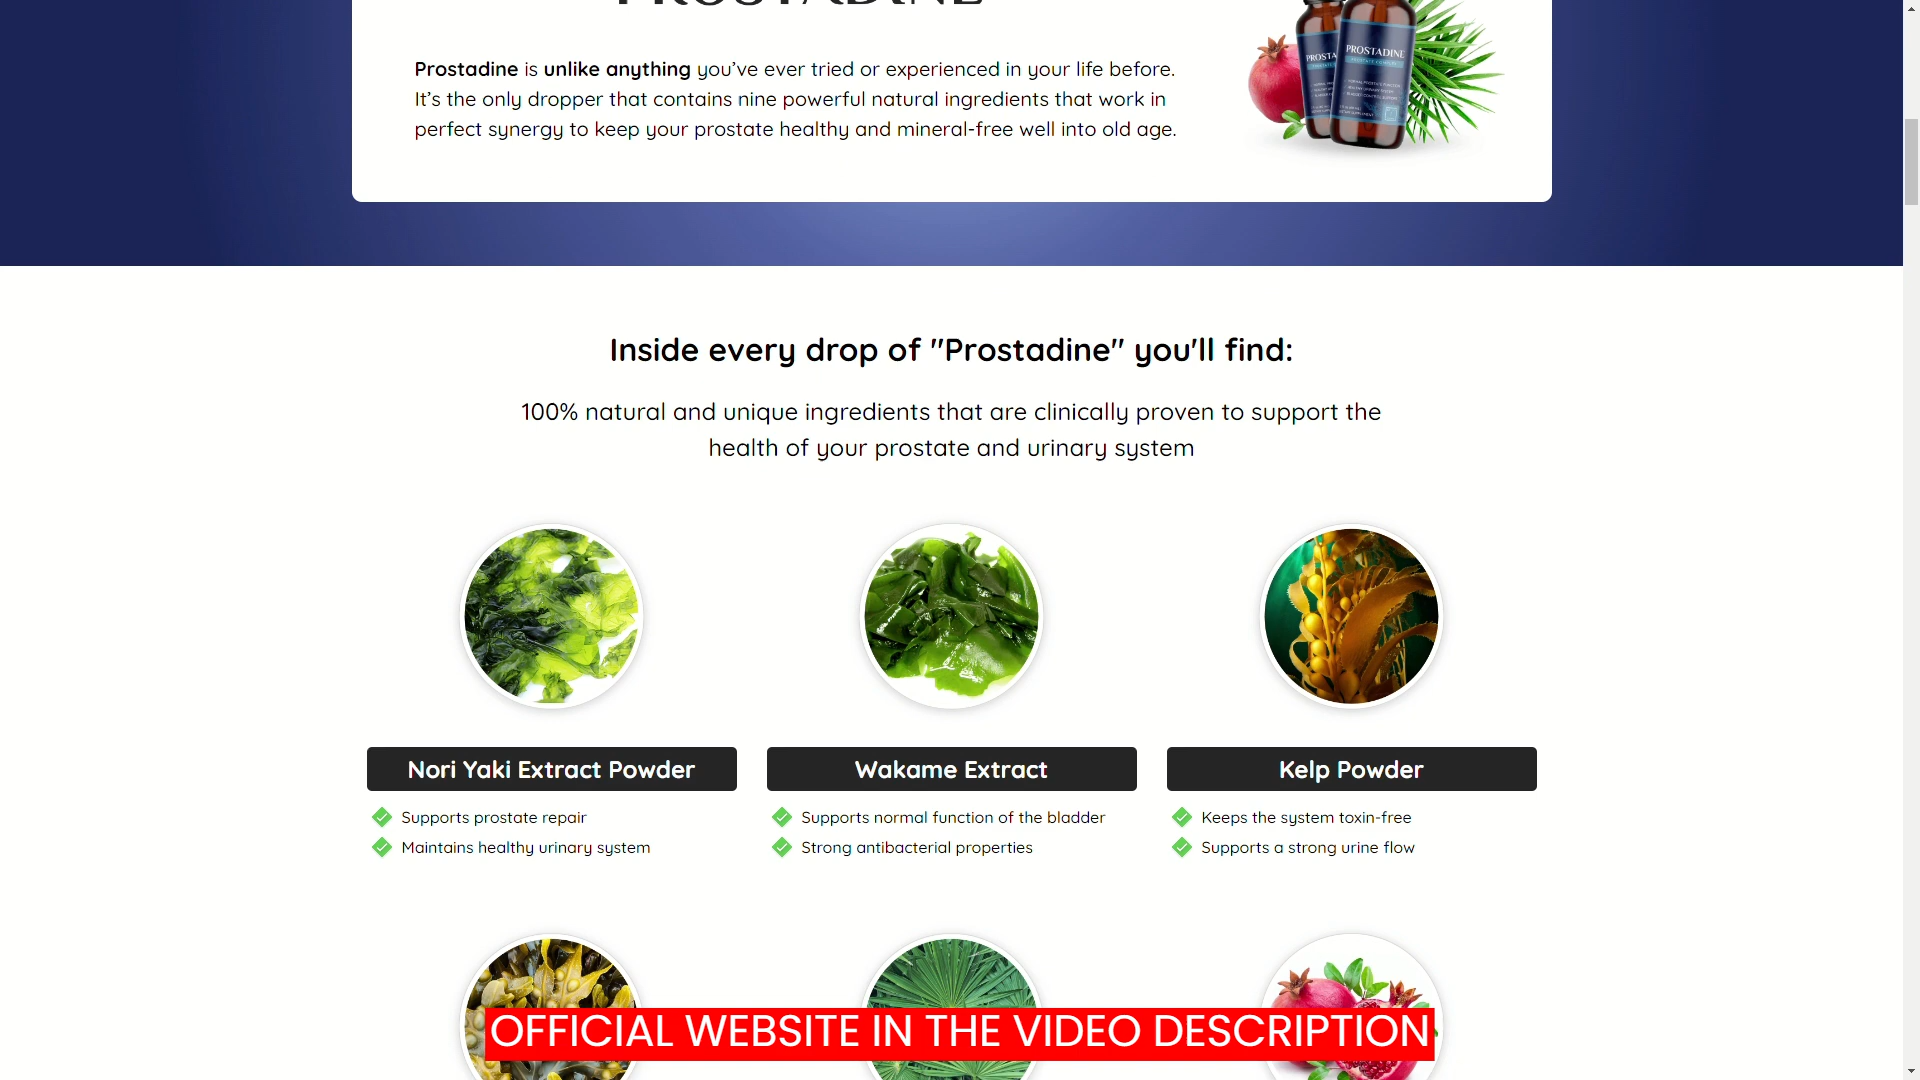 PROSTADINE
Prostadine is unlike anything you’ve ever tried or experienced in your life before.
It’s the only dropper that contains nine powerful natural ingredients that work in
perfect synergy to keep your prostate healthy and mineral-free well into old age.
PROSTADINE
Inside every drop of "Prostadine" you'll find:
100% natural and unique ingredients that are clinically proven to support the
health of your prostate and urinary system
Nori Yaki Extract Powder
Supports prostate repair
Maintains healthy urinary system
Wakame Extract
Supports normal function of the bladder
Strong antibacterial properties
Kelp Powder
Keeps the system toxin-free
Supports a strong urine flow
OFFICIAL WEBSITE IN THE VIDEO DESCRIPTION